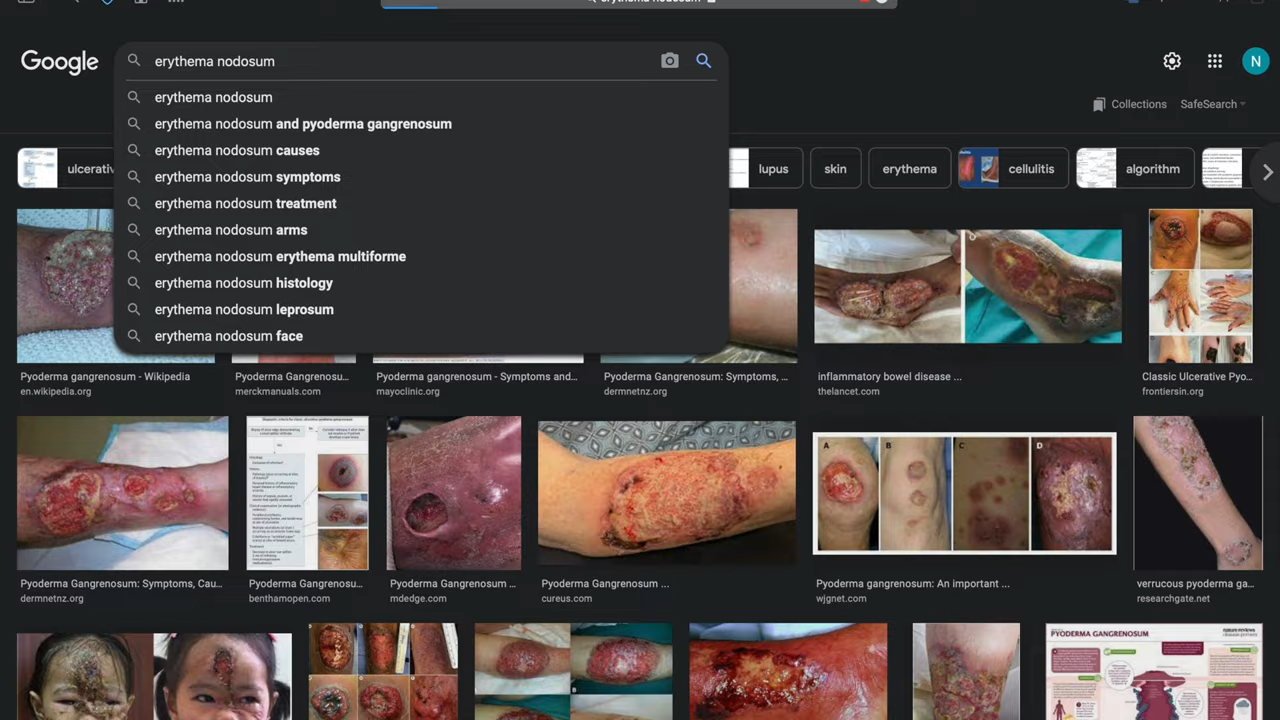 erythema nodosum
Google
erythema nodosum
N
erythema nodosum
erythema nodosum and pyoderma gangrenosum
erythema nodosum causes
erythema nodosum symptoms
erythema nodosum treatment
erythema nodosum arms
erythema nodosum erythema multiforme
erythema nodosum histology
erythema nodosum leprosum
erythema nodosum face
Collections
SafeSearch
skin
erythema
cellulitis
algorithm
Pyoderma gangrenosum - Wikipedia
en.wikipedia.org
Pyoderma Gangrenosu...
merckmanuals.com
Pyoderma gangrenosum - Symptoms and...
mayoclinic.org
Pyoderma Gangrenosum: Symptoms, ...
dermnetnz.org
inflammatory bowel disease ...
thelancet.com
Classic Ulcerative Pyo...
frontiersin.org
A B C D
Pyoderma Gangrenosum: Symptoms, Cau...
dermnetnz.org
Pyoderma Gangrenosu...
benthamopen.com
Pyoderma Gangrenosum ...
mdedge.com
Pyoderma Gangrenosum ...
cureus.com
Pyoderma gangrenosum: An important ...
wjgnet.com
verrucous pyoderma ga...
researchgate.net
PYODERMA GANGRENOSUM